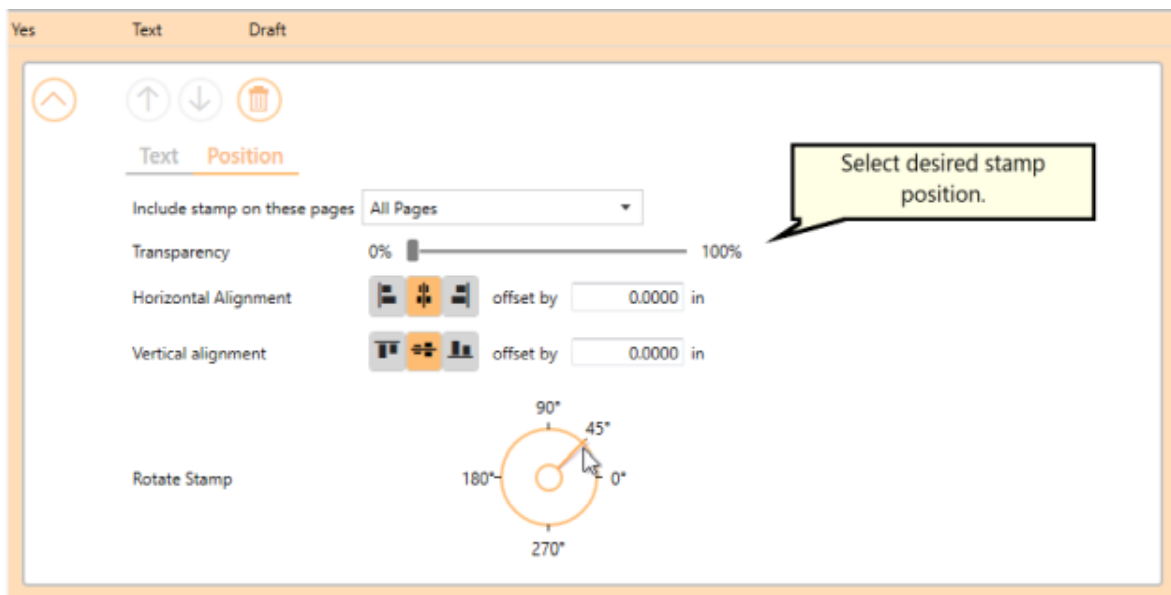 Yes Text Draft
Text Position
Select desired stamp
position.
Include stamp on these pages All Pages
Transparency 0% 100%
Horizontal Alignment offset by 0.0000 in
Vertical alignment offset by 0.0000 in
90°
45°
Rotate Stamp 180° 0°
270°